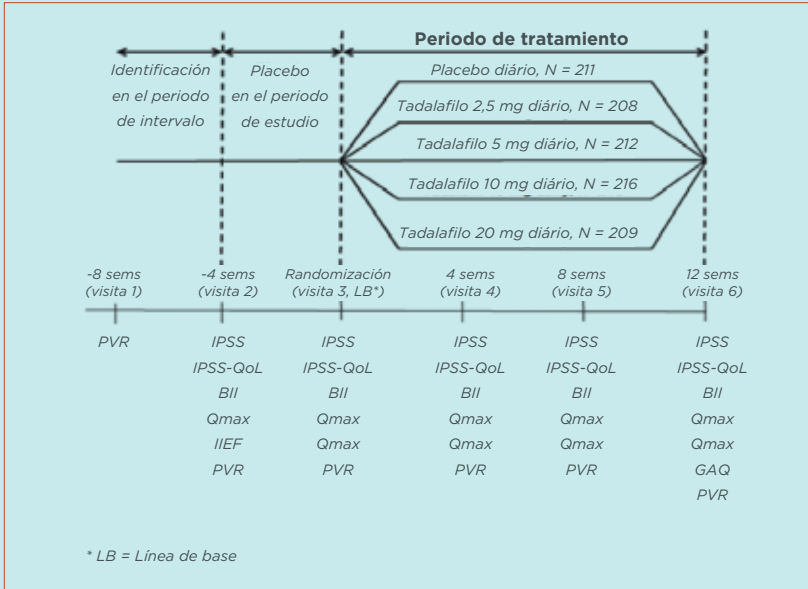 Periodo de tratamiento
Identificación
en el periodo
de intervalo
Placebo
en el periodo
de estudio
Placebo diário, N = 211
Tadalafilo 2,5 mg diário, N = 208
Tadalafilo 5 mg diário, N = 212
Tadalafilo 10 mg diário, N = 216
Tadalafilo 20 mg diário, N = 209
-8 sems
(visita 1)
-4 sems
(visita 2)
Randomización
(visita 3, LB*)
4 sems
(visita 4)
8 sems
(visita 5)
12 sems
(visita 6)
PVR
IPSS
IPSS-QoL
BII
Qmax
IIEF
PVR
IPSS
IPSS-QoL
BII
Qmax
Qmax
PVR
IPSS
IPSS-QoL
BII
Qmax
Qmax
PVR
IPSS
IPSS-QoL
BII
Qmax
Qmax
PVR
IPSS
IPSS-QoL
BII
Qmax
GAQ
PVR
* LB = Línea de base